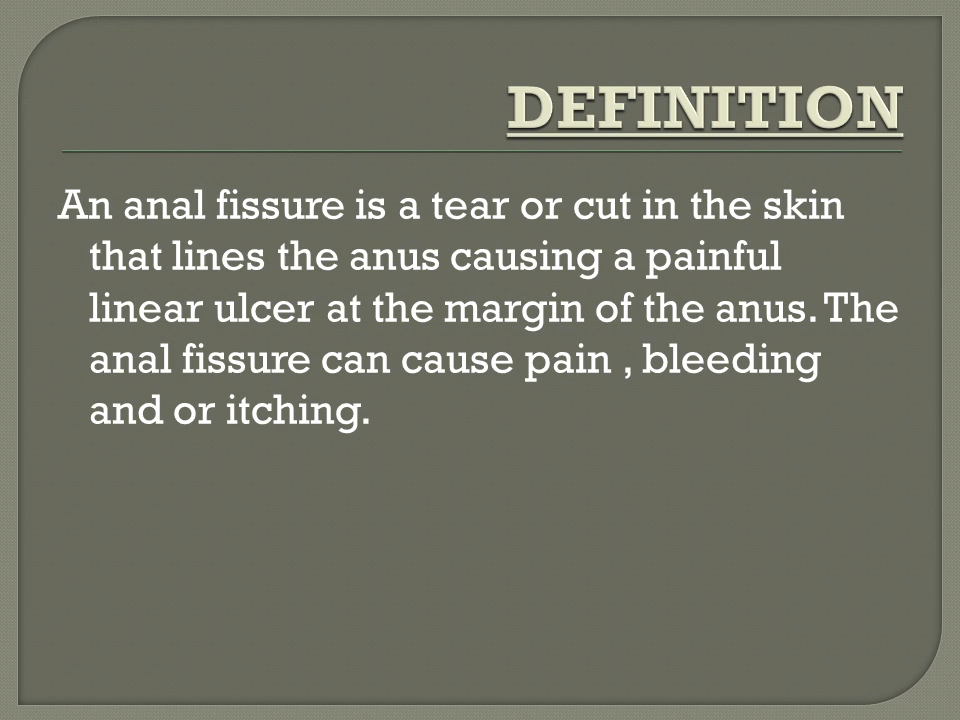 DEFINITION
An anal fissure is a tear or cut in the skin
that lines the anus causing a painful
linear ulcer at the margin of the anus. The
anal fissure can cause pain , bleeding
and or itching.